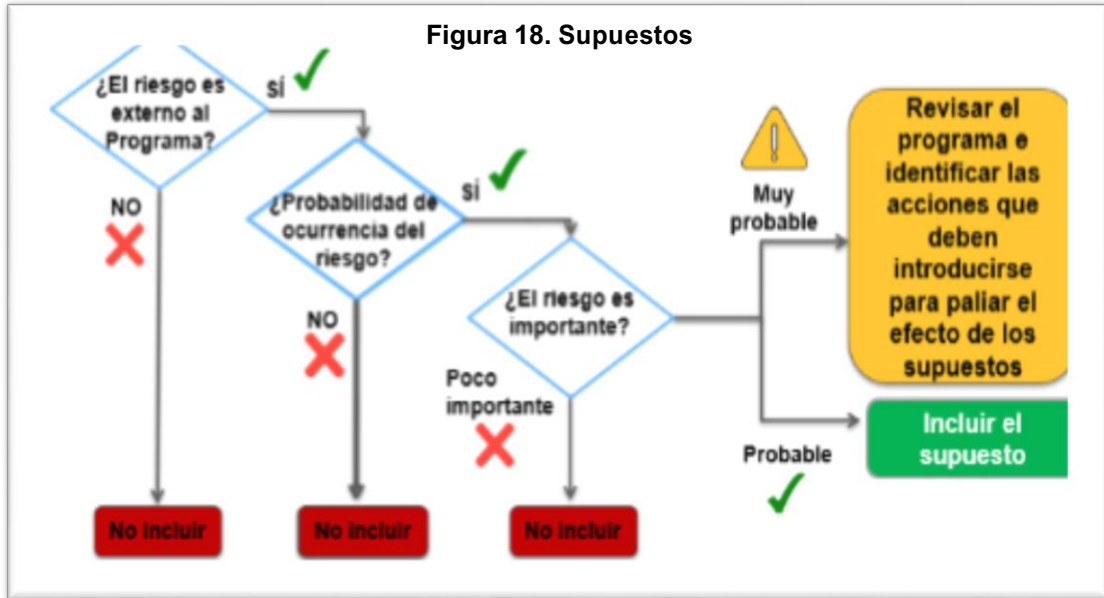 Figura 18. Supuestos
¿El riesgo es
externo al
Programa?
SÍ
NO
No incluir
¿Probabilidad de
ocurrencia del
riesgo?
SÍ
NO
No incluir
¿El riesgo es
importante?
Poco
importante
No incluir
Muy
probable
Revisar el
programa e
identificar las
acciones que
deben
introducirse
para paliar el
efecto de los
supuestos
Probable
Incluir el
supuesto